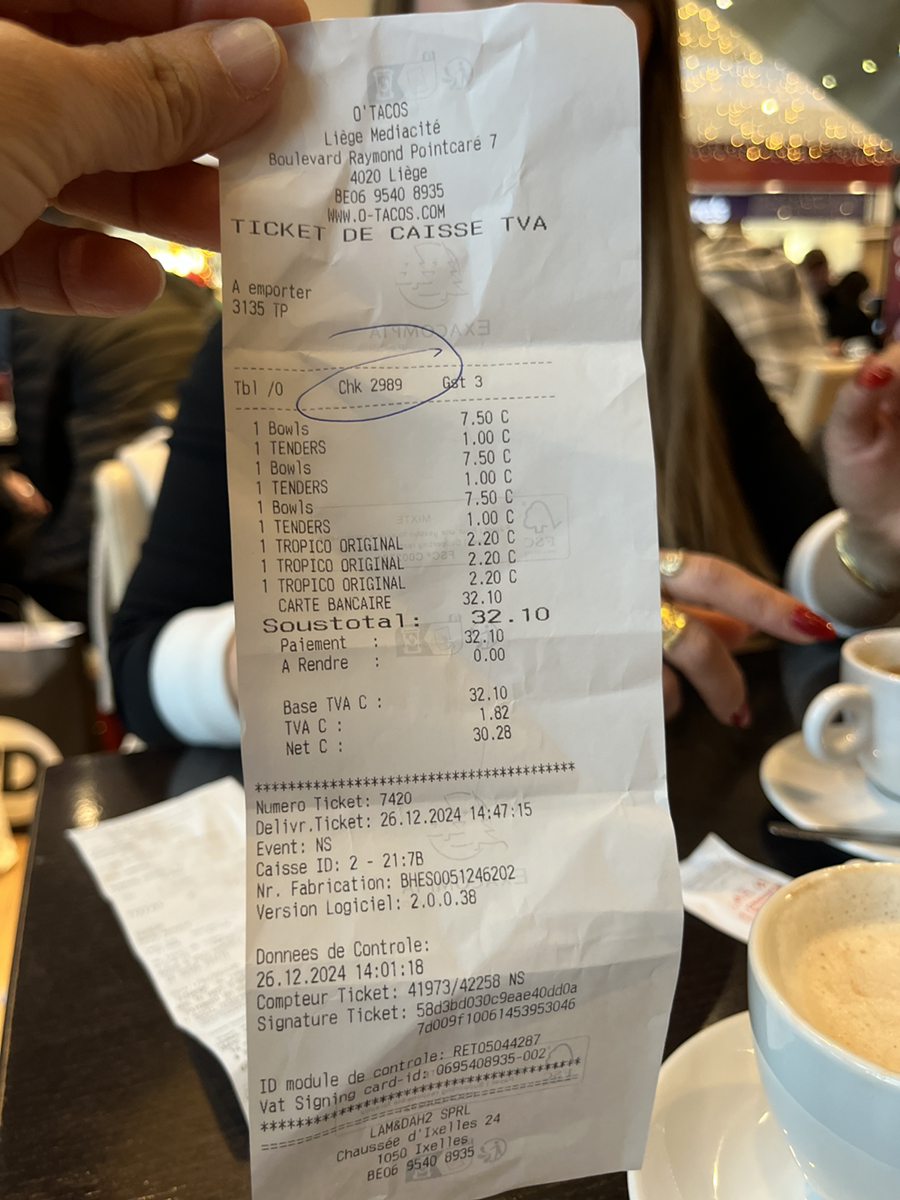 O'TACOS
Liège Mediacité
Boulevard Raymond Pointcaré 7
4020 Liège
BE06 9540 8935
WWW.O-TACOS.COM
TICKET DE CAISSE TVA
A emporter
3135 TP
EXACOMPTA
Tbl /0 Chk 2989 Gst 3
1 Bowls 7.50 C
1 TENDERS 1.00 C
1 Bowls 7.50 C
1 TENDERS 1.00 C
1 Bowls 7.50 C
1 TENDERS 1.00 C
1 TROPICO ORIGINAL 2.20 C
1 TROPICO ORIGINAL 2.20 C
1 TROPICO ORIGINAL 2.20 C
CARTE BANCAIRE 32.10
Soustotal: 32.10
Paiement : 32.10
A Rendre : 0.00
Base TVA C : 32.10
TVA C : 1.82
Net C : 30.28
***************************************
Numero Ticket: 7420
Delivr.Ticket: 26.12.2024 14:47:15
Event: NS
Caisse ID: 2 - 21:7B
Nr. Fabrication: BHES0051246202
Version Logiciel: 2.0.0.38
Donnees de Controle:
26.12.2024 14:01:18
Compteur Ticket: 41973/42258 NS
Signature Ticket: 58d3bd030c9eae40dd0a
7d009f10061453953046
ID module de controle: RET05044287
Vat Signing card-id: 0695408935-002
***************************************
LAM&DAH2 SPRL
Chaussée d'Ixelles 24
1050 Ixelles
BE06 9540 8935